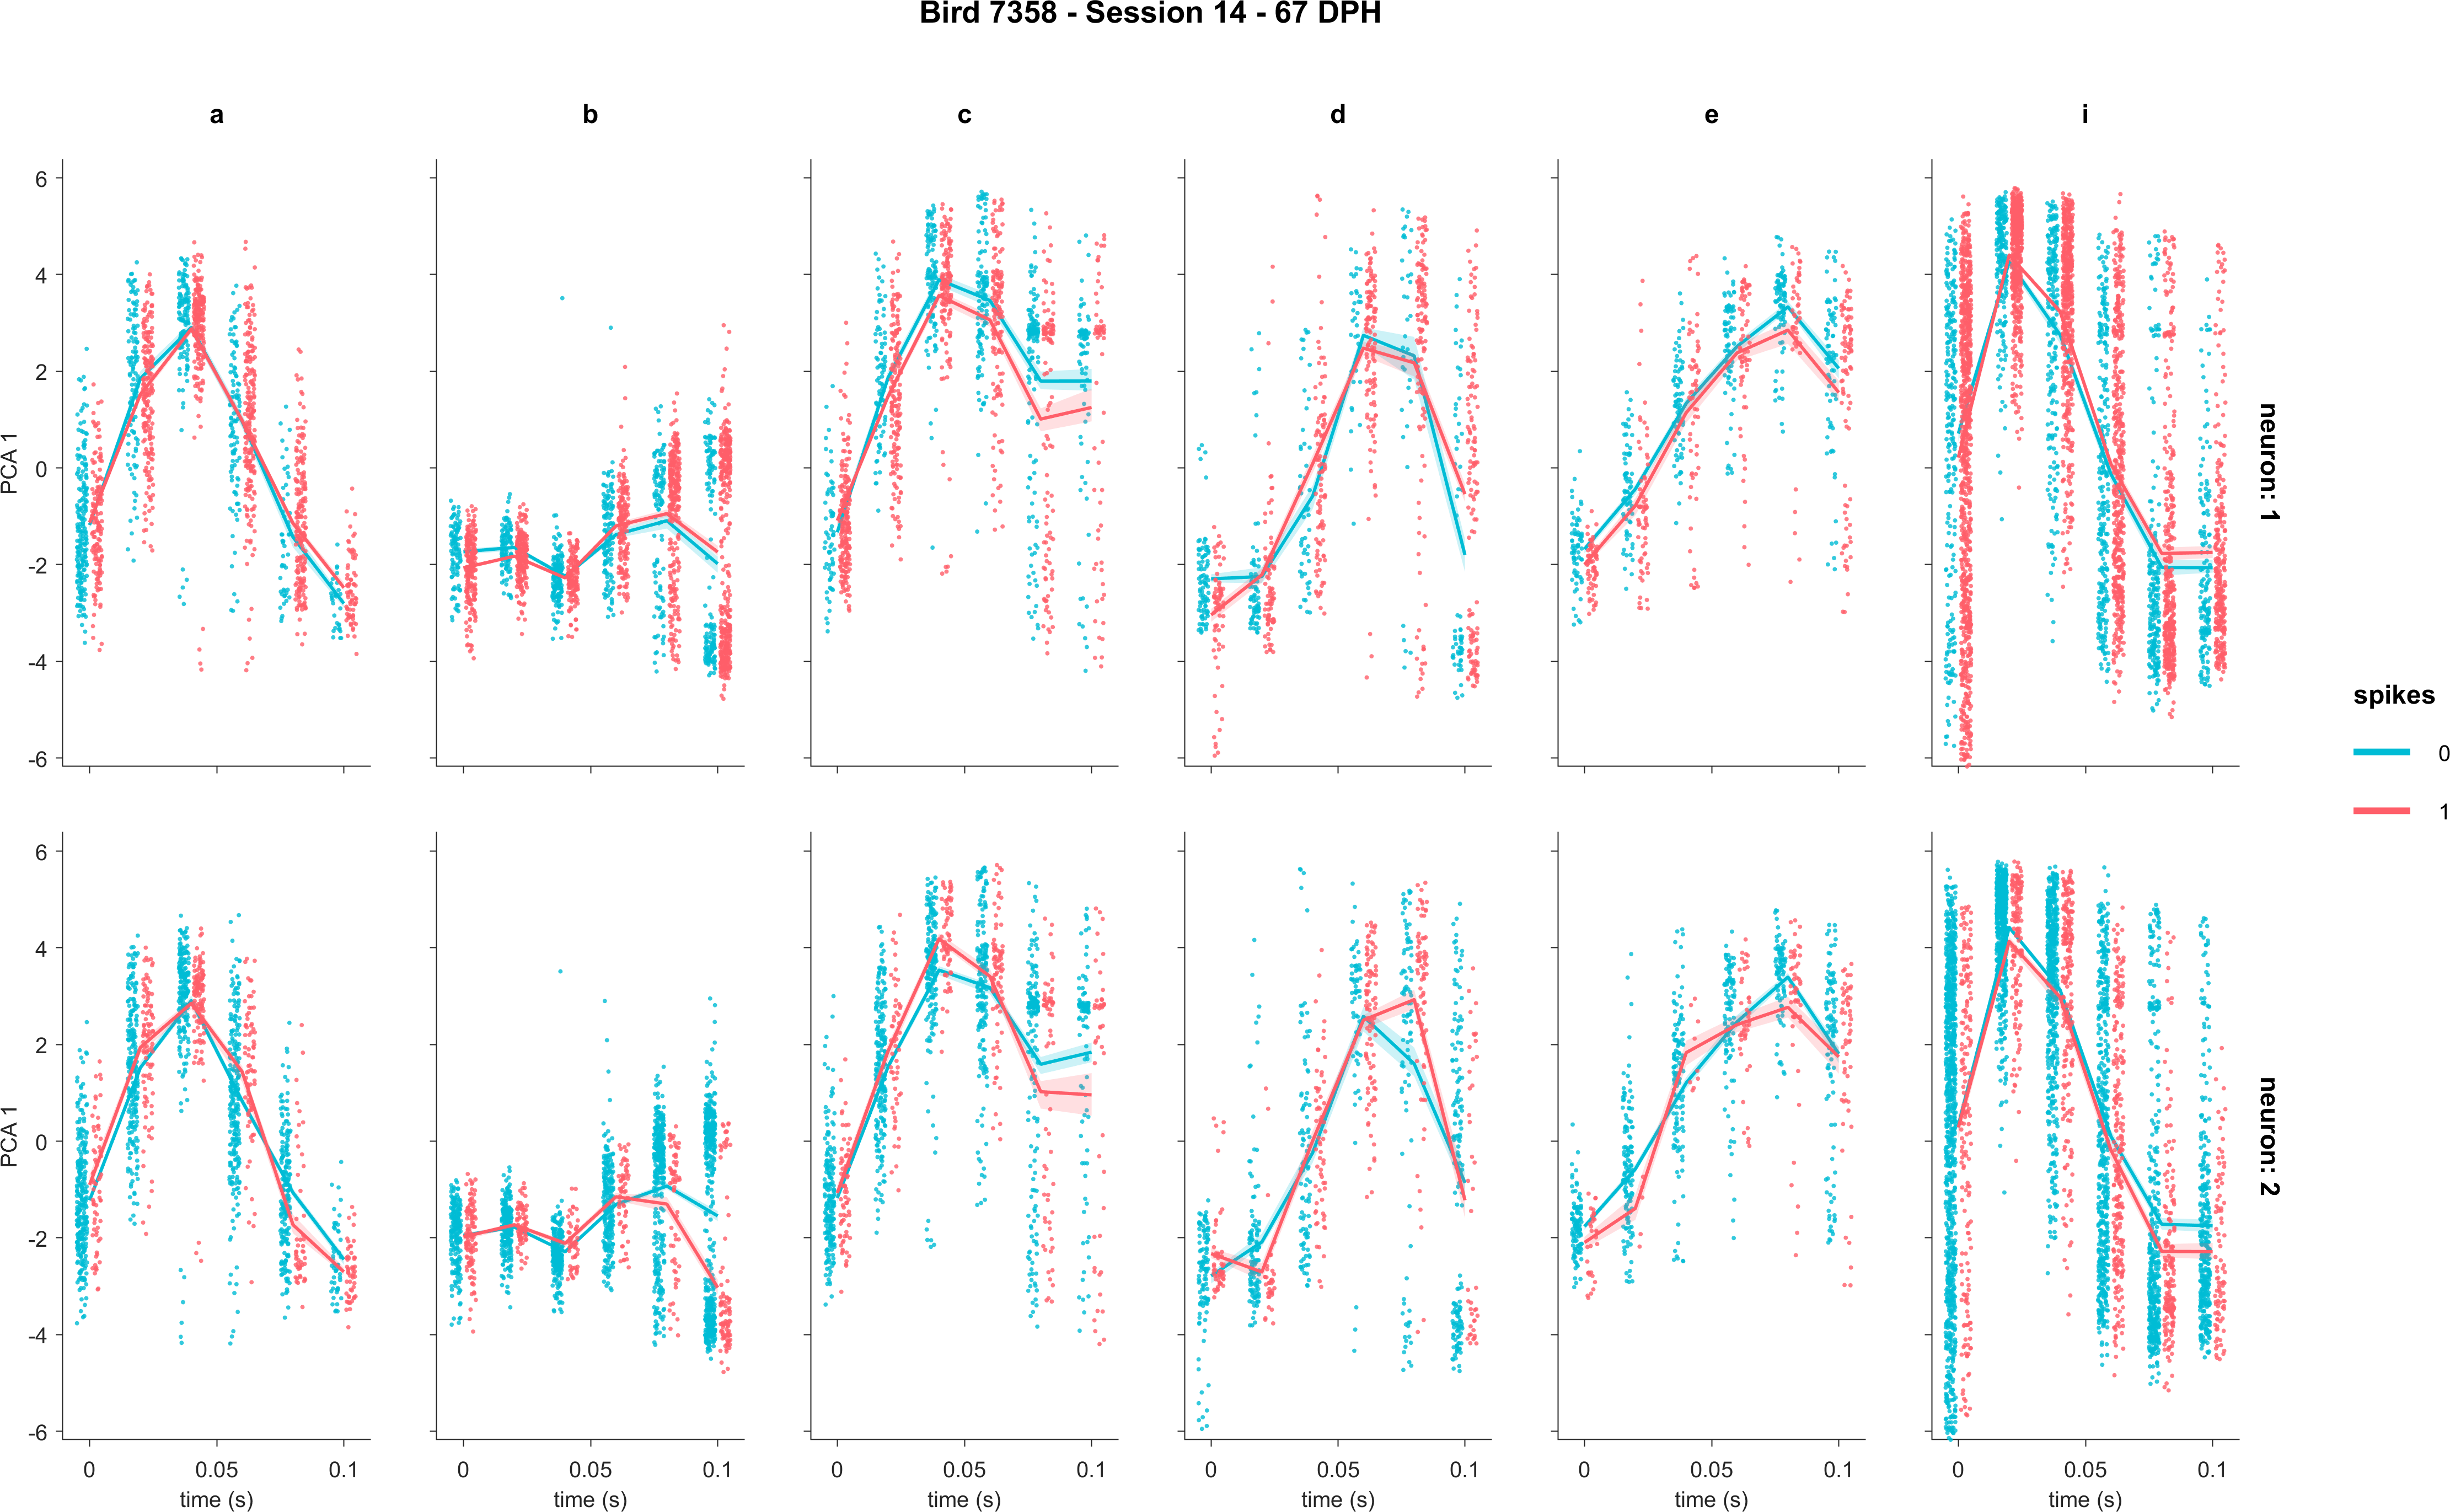 Bird 7358 - Session 14 - 67 DPH
a b c d e i
6
4
2
0
-2
-4
-6
PCA 1
neuron: 1
spikes
0
1
6
4
2
0
-2
-4
-6
PCA 1
neuron: 2
0 0.05 0.1 0 0.05 0.1 0 0.05 0.1 0 0.05 0.1 0 0.05 0.1 0 0.05 0.1
time (s) time (s) time (s) time (s) time (s) time (s)